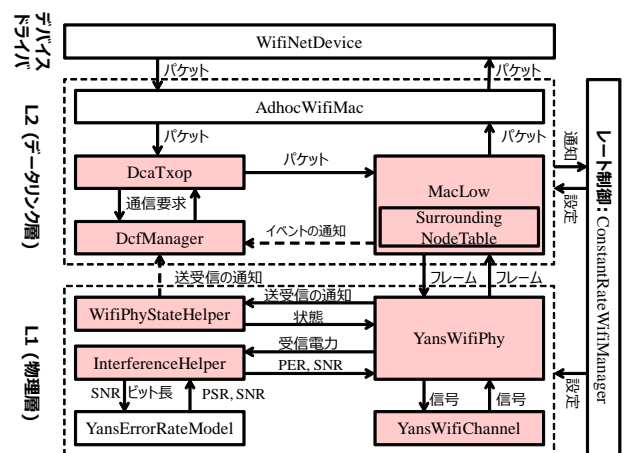 デバイス
ドライバ
WifiNetDevice
パケット
パケット
L2 (データリンク層)
AdhocWifiMac
パケット
パケット
DcaTxop
パケット
MacLow
通信要求
Surrounding
NodeTable
DcfManager
イベントの通知
通知
設定
レート制御：ConstantRateWifiManager
送受信の通知
フレーム
フレーム
L1 (物理層)
WifiPhyStateHelper
送受信の通知
状態
YansWifiPhy
InterferenceHelper
受信電力
PER, SNR
設定
SNR
ビット長
PSR, SNR
信号
信号
YansErrorRateModel
YansWifiChannel